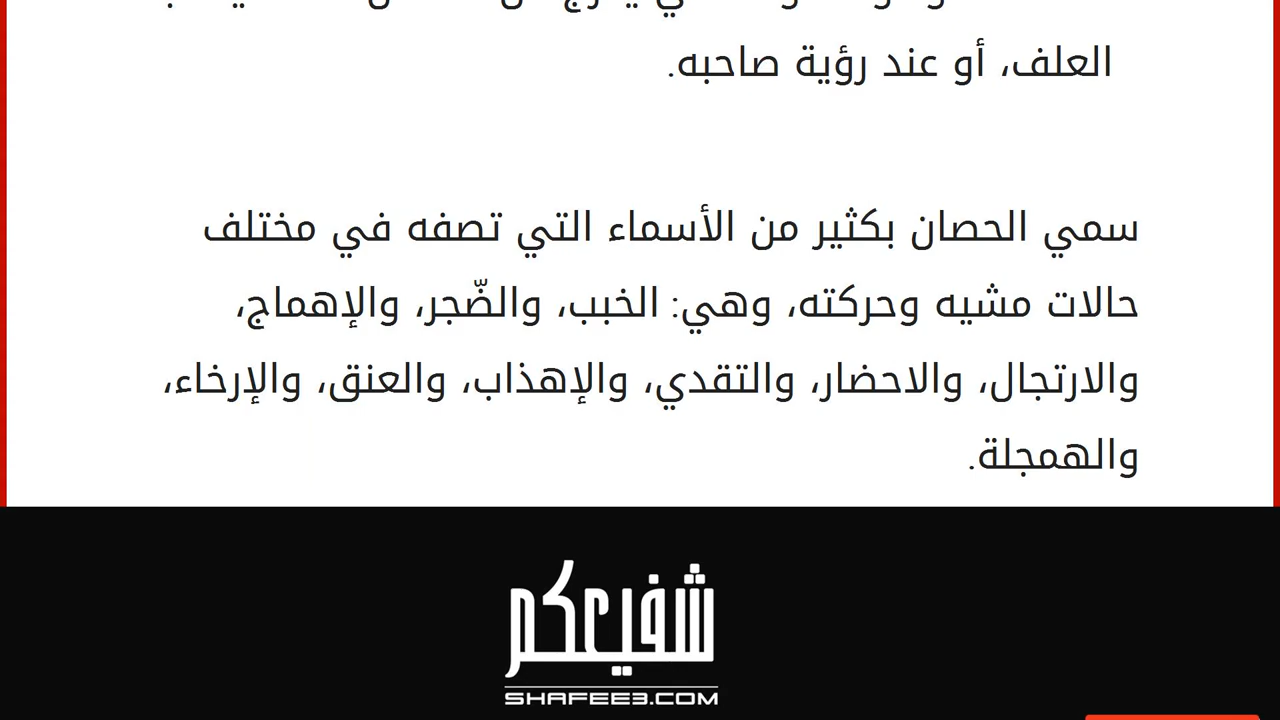 العلف، أو عند رؤية صاحبه.
سمي الحصان بكثير من الأسماء التي تصفه في مختلف
حالات مشيه وحركته، وهي: الخبب، والضّجر، والإهماج،
والارتجال، والاحضار، والتقدي، والإهذاب، والعنق، والإرخاء،
والهمجلة.
شفيعكم
SHAFEE3.COM